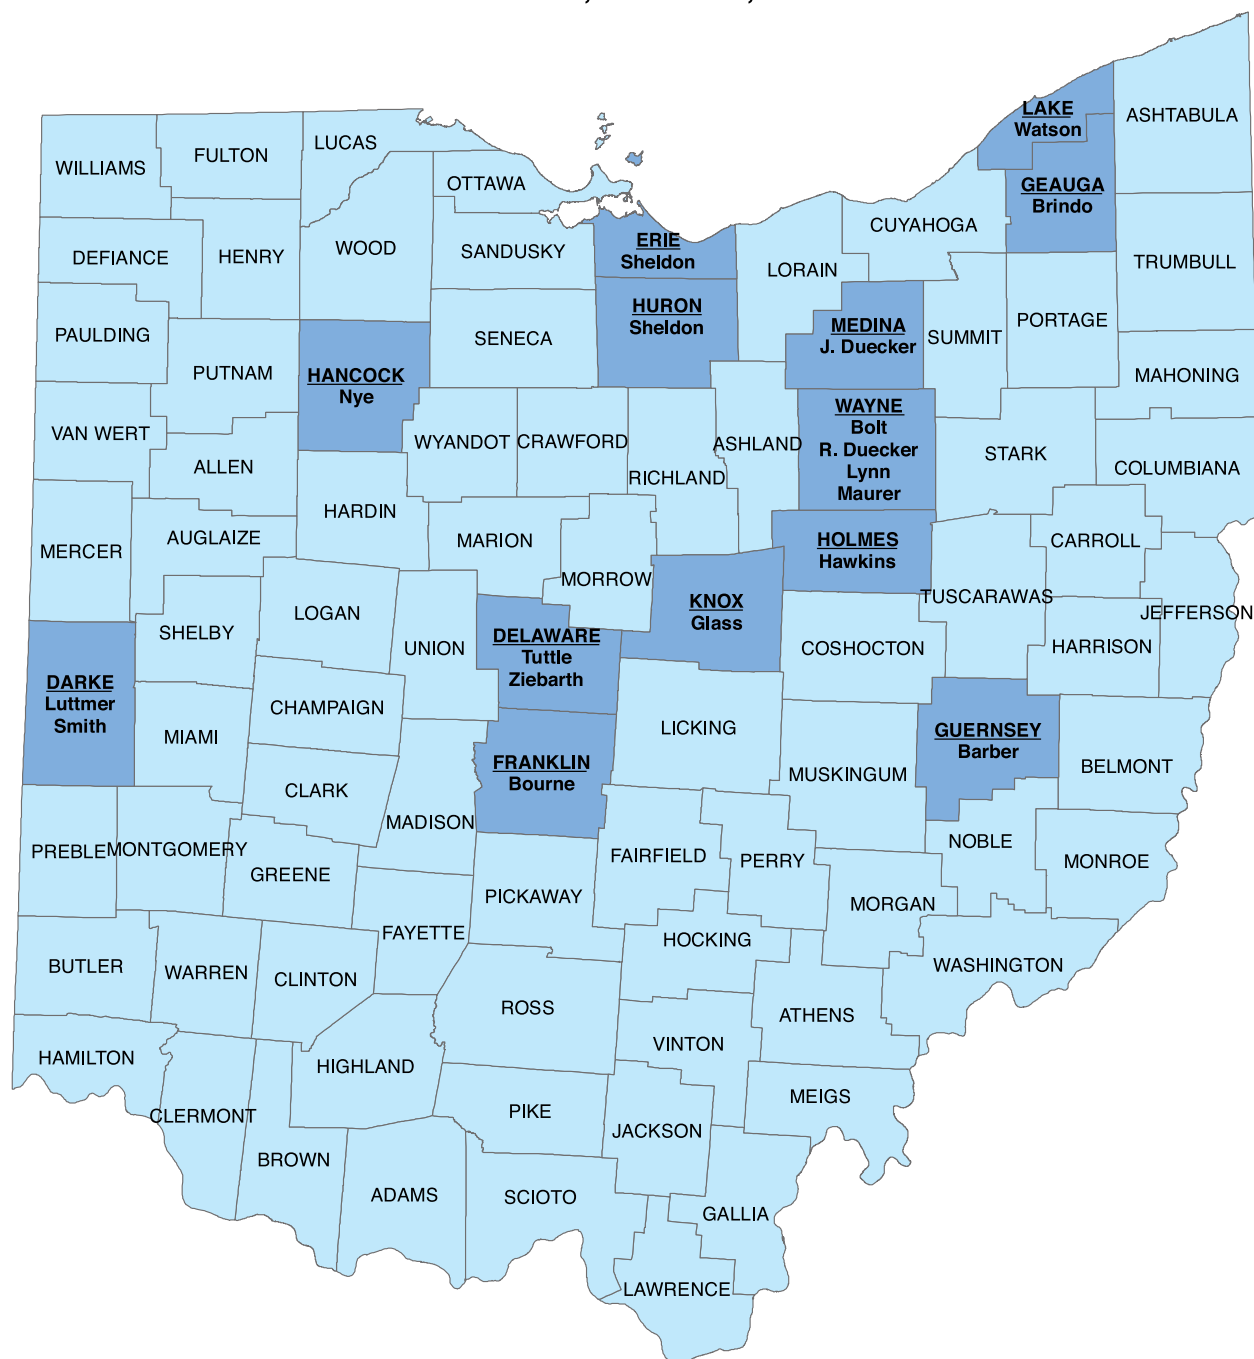 LAKE
Watson
ASHTABULA
LUCAS
FULTON
WILLIAMS
OTTAWA
GEAUGA
Brindo
CUYAHOGA
ERIE
Sheldon
WOOD
SANDUSKY
HENRY
DEFIANCE
LORAIN
TRUMBULL
HURON
Sheldon
MEDINA
J. Duecker
SUMMIT
PORTAGE
PAULDING
SENECA
PUTNAM
HANCOCK
Nye
MAHONING
VAN WERT
WYANDOT
CRAWFORD
ASHLAND
WAYNE
Bolt
R. Duecker
Lynn
Maurer
STARK
ALLEN
RICHLAND
COLUMBIANA
HARDIN
MERCER
AUGLAIZE
MARION
HOLMES
Hawkins
CARROLL
MORROW
KNOX
Glass
TUSCARAWAS
JEFFERSON
LOGAN
SHELBY
UNION
DELAWARE
Tuttle
Ziebarth
COSHOCTON
HARRISON
DARKE
Luttmer
Smith
CHAMPAIGN
MIAMI
LICKING
GUERNSEY
Barber
FRANKLIN
Bourne
MUSKINGUM
BELMONT
CLARK
MADISON
PREBLE
MONTGOMERY
GREENE
FAIRFIELD
PERRY
NOBLE
MONROE
PICKAWAY
MORGAN
FAYETTE
HOCKING
BUTLER
WARREN
CLINTON
WASHINGTON
ROSS
ATHENS
HAMILTON
HIGHLAND
VINTON
MEIGS
CLERMONT
PIKE
JACKSON
BROWN
ADAMS
SCIOTO
GALLIA
LAWRENCE